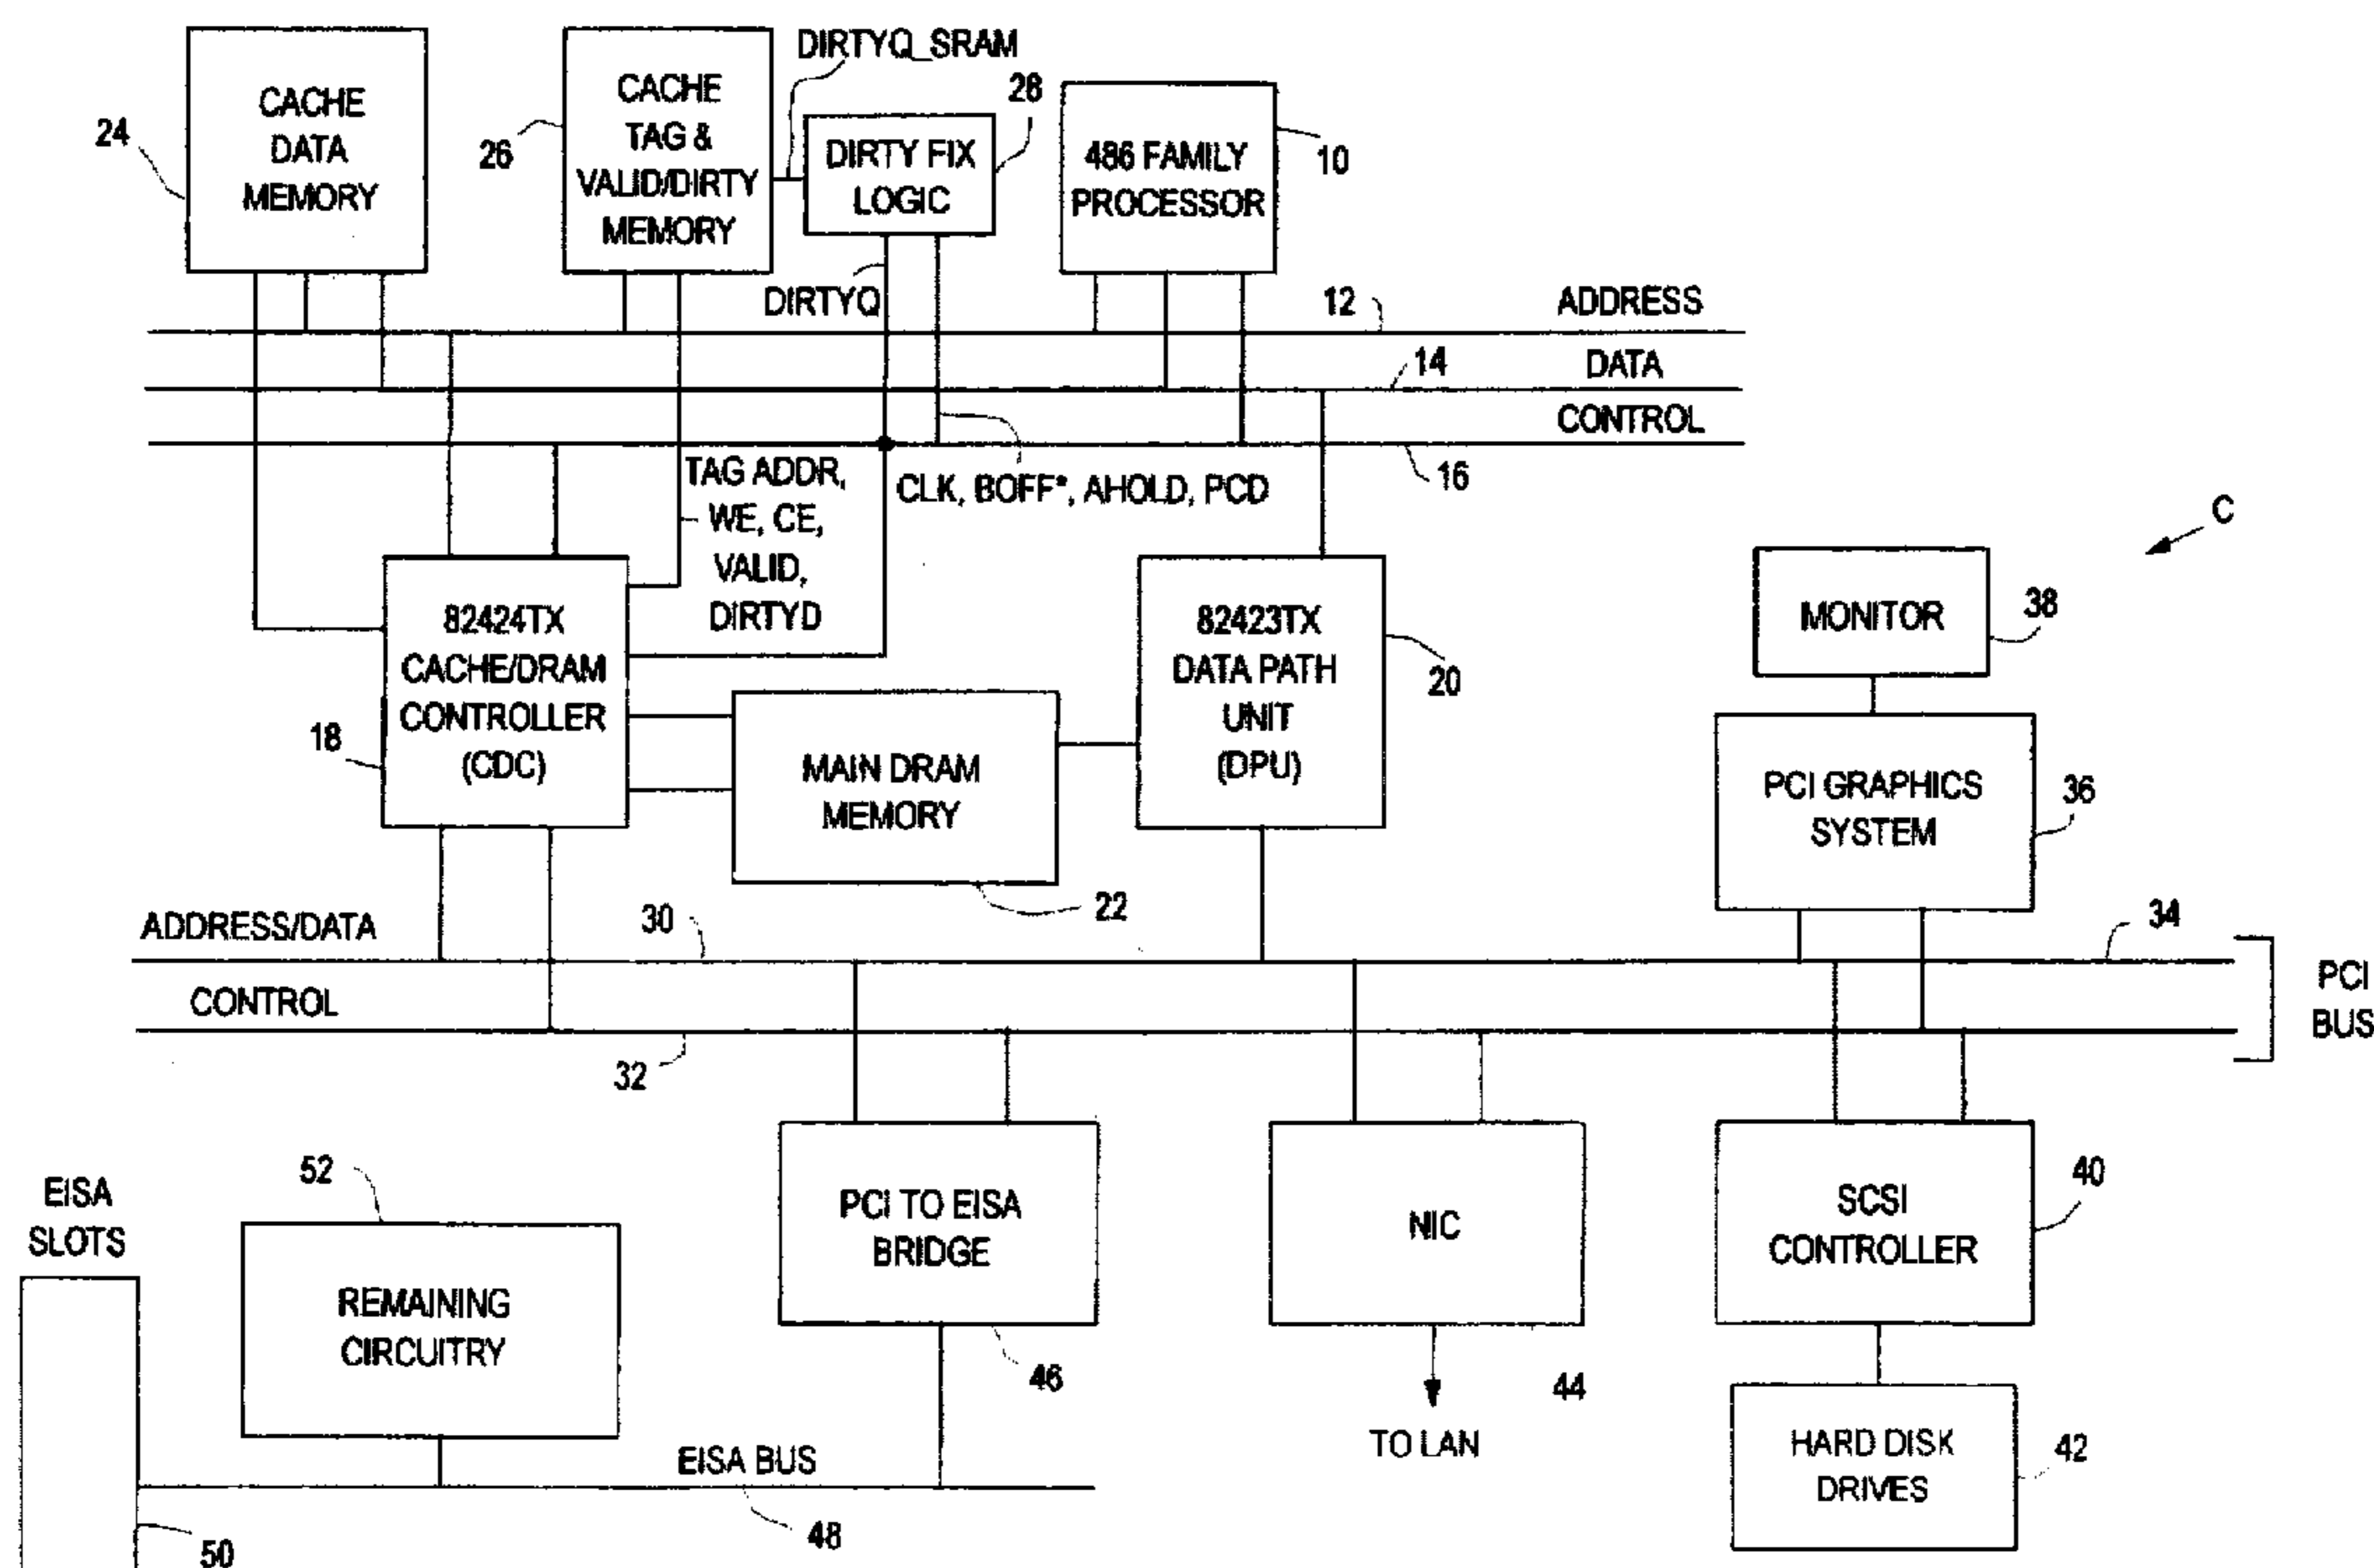 DIRTYQ_SRAM
CACHE
DATA
MEMORY
24
CACHE
TAG &
VALID/DIRTY
MEMORY
26
DIRTY FIX
LOGIC
28
486 FAMILY
PROCESSOR
10
DIRTYQ
12
ADDRESS
14
DATA
CONTROL
16
TAG ADDR,
WE, CE,
VALID,
DIRTYD
CLK, BOFF*, AHOLD, PCD
C
82424TX
CACHE/DRAM
CONTROLLER
(CDC)
18
82423TX
DATA PATH
UNIT
(DPU)
20
MONITOR
38
MAIN DRAM
MEMORY
22
PCI GRAPHICS
SYSTEM
36
ADDRESS/DATA
30
34
CONTROL
32
PCI
BUS
EISA
SLOTS
52
REMAINING
CIRCUITRY
PCI TO EISA
BRIDGE
46
NIC
44
TO LAN
SCSI
CONTROLLER
40
HARD DISK
DRIVES
42
EISA BUS
48
50